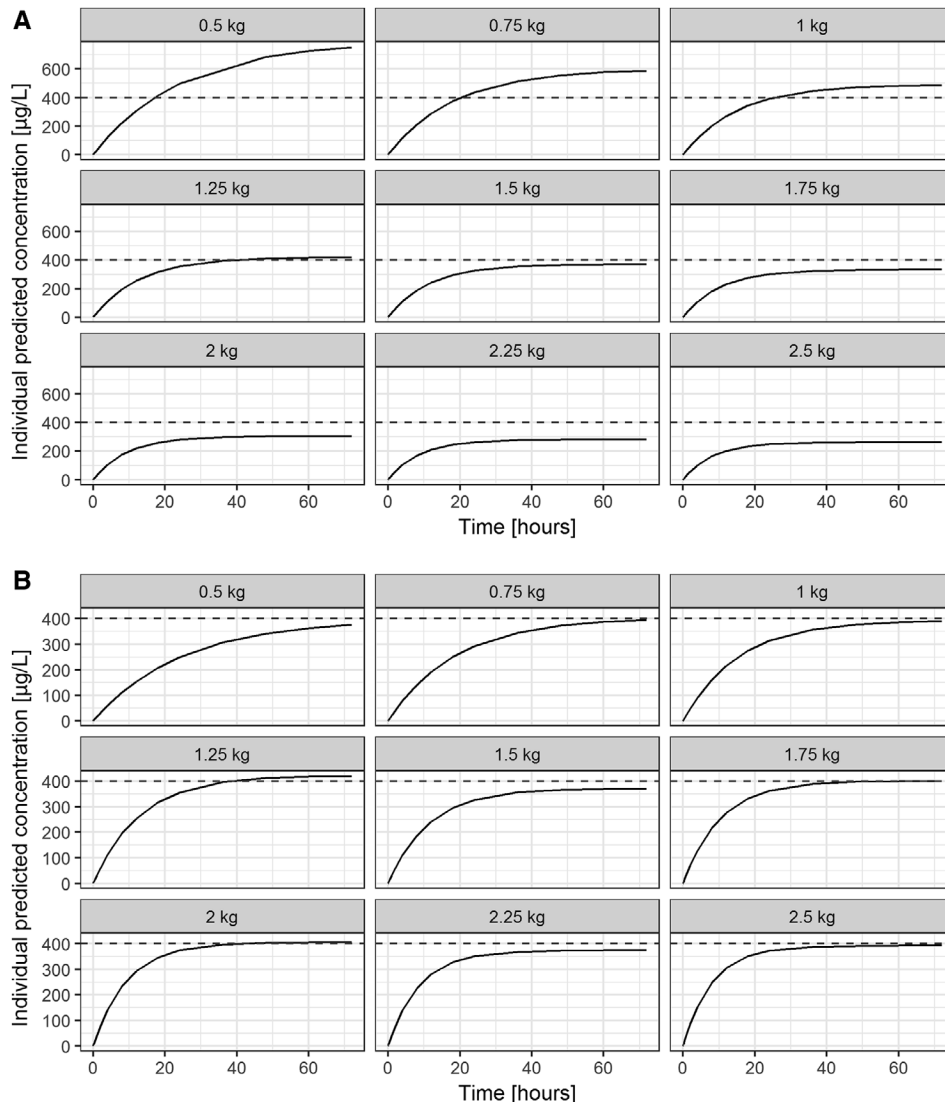 A
0.5 kg
0.75 kg
1 kg
600
400
200
0
1.25 kg
1.5 kg
1.75 kg
600
400
200
0
2 kg
2.25 kg
2.5 kg
600
400
200
0
0 20 40 60 0 20 40 60 0 20 40 60
Time [hours]
Individual predicted concentration [µg/L]
B
0.5 kg
0.75 kg
1 kg
400
300
200
100
0
1.25 kg
1.5 kg
1.75 kg
400
300
200
100
0
2 kg
2.25 kg
2.5 kg
400
300
200
100
0
0 20 40 60 0 20 40 60 0 20 40 60
Time [hours]
Individual predicted concentration [µg/L]